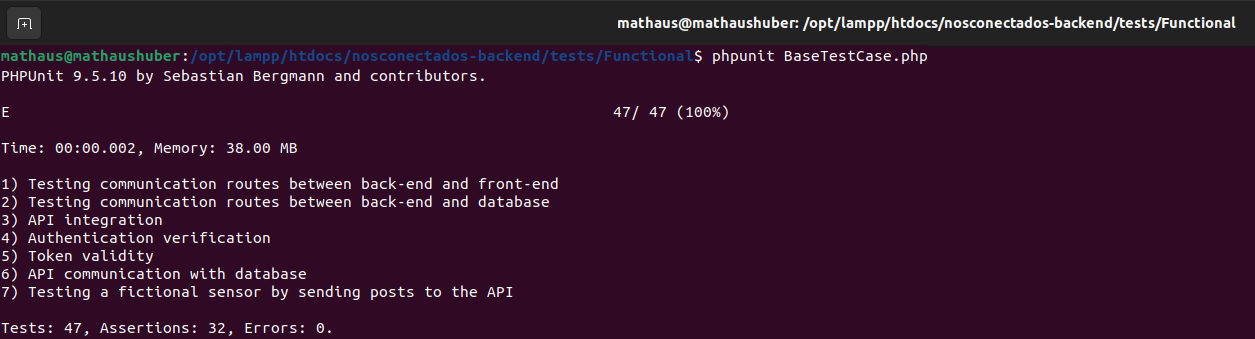 mathaus@mathaushuber: /opt/lampp/htdocs/nosconectados-backend/tests/Functional
mathaus@mathaushuber:/opt/lampp/htdocs/nosconectados-backend/tests/Functional$ phpunit BaseTestCase.php
PHPUnit 9.5.10 by Sebastian Bergmann and contributors.
E 47/ 47 (100%)
Time: 00:00.002, Memory: 38.00 MB
1) Testing communication routes between back-end and front-end
2) Testing communication routes between back-end and database
3) API integration
4) Authentication verification
5) Token validity
6) API communication with database
7) Testing a fictional sensor by sending posts to the API
Tests: 47, Assertions: 32, Errors: 0.